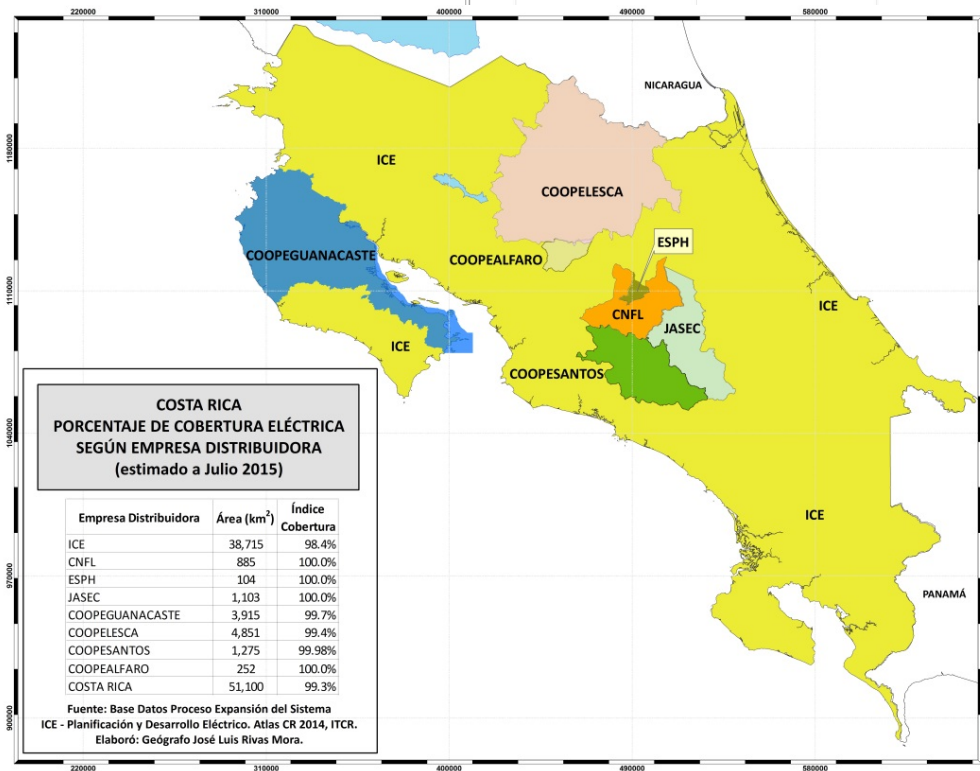 220000 310000 400000 490000 580000
NICARAGUA
1180000
ICE
COOPELESCA
ESPH
COOPEGUANACASTE
COOPEALFARO
1110000
ICE
CNFL
JASEC
ICE
COOPESANTOS
COSTA RICA
PORCENTAJE DE COBERTURA ELÉCTRICA
SEGÚN EMPRESA DISTRIBUIDORA
(estimado a Julio 2015)
1040000
Empresa Distribuidora Área (km²) Índice Cobertura
ICE 38,715 98.4%
CNFL 885 100.0%
ESPH 104 100.0%
JASEC 1,103 100.0%
COOPEGUANACASTE 3,915 99.7%
COOPELESCA 4,851 99.4%
COOPESANTOS 1,275 99.98%
COOPEALFARO 252 100.0%
COSTA RICA 51,100 99.3%
Fuente: Base Datos Proceso Expansión del Sistema
ICE - Planificación y Desarrollo Eléctrico. Atlas CR 2014, ITCR.
Elaboró: Geógrafo José Luis Rivas Mora.
ICE
970000
PANAMÁ
900000
220000 310000 400000 490000 580000